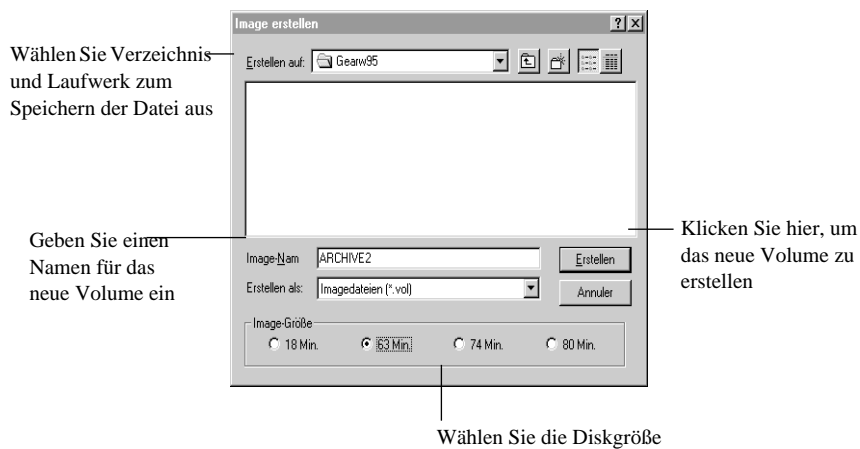 Image erstellen
Wählen Sie Verzeichnis
und Laufwerk zum
Speichern der Datei aus
Erstellen auf:
Gearw95
Geben Sie einen
Namen für das
neue Volume ein
Klicken Sie hier, um
das neue Volume zu
erstellen
Image-Nam
ARCHIVE2
Erstellen
Erstellen als:
Imagedateien (*.vol)
Annuler
Image-Größe
18 Min.
63 Min.
74 Min.
80 Min.
Wählen Sie die Diskgröße